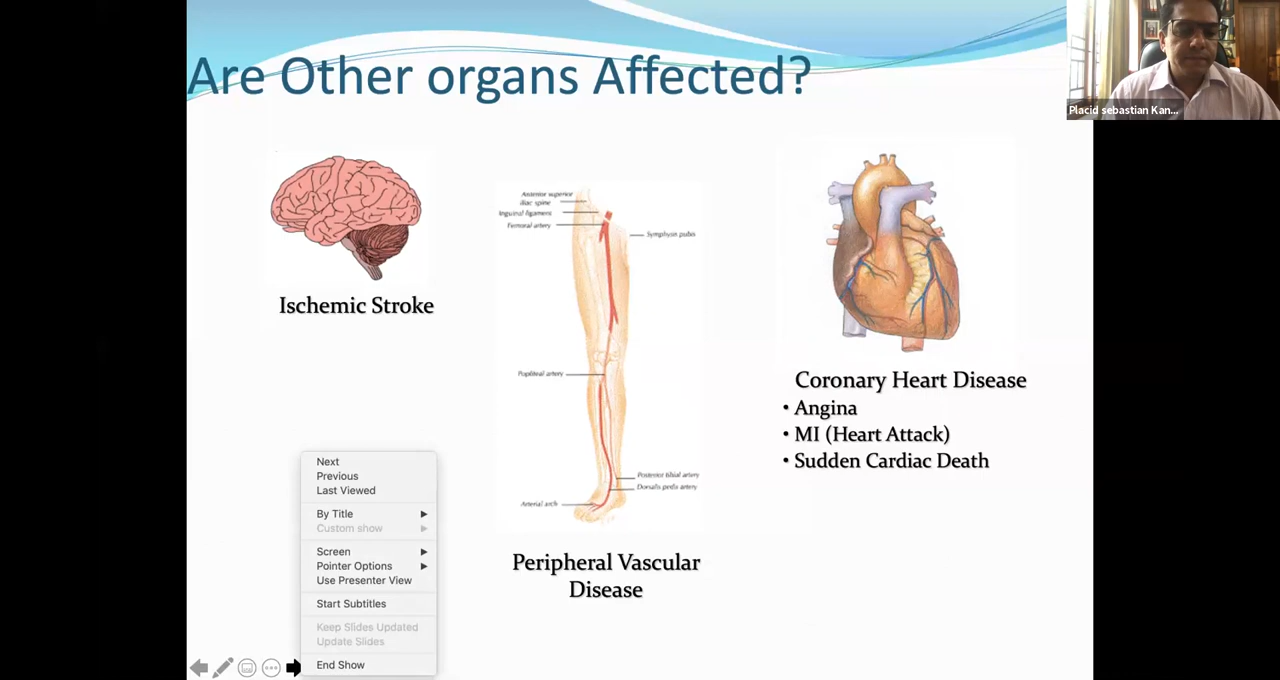 Are Other organs Affected?
Placid sebastian Kan...
Ischemic Stroke
Anterior superior
iliac spine
Inguinal ligament
Femoral artery
Symphysis pubis
Popliteal artery
Posterior tibial artery
Dorsalis pedis artery
Arterial arch
Peripheral Vascular
Disease
Coronary Heart Disease
• Angina
• MI (Heart Attack)
• Sudden Cardiac Death
Next
Previous
Last Viewed
By Title
Custom show
Screen
Pointer Options
Use Presenter View
Start Subtitles
Keep Slides Updated
Update Slides
End Show